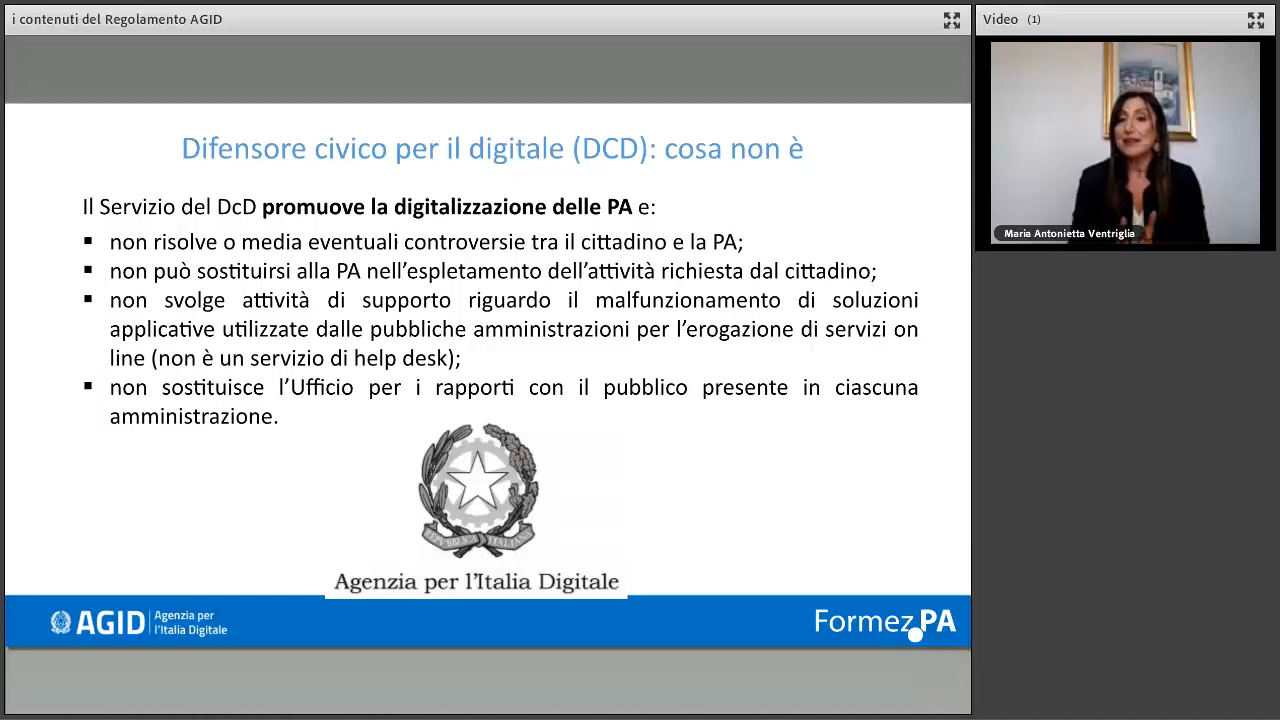 i contenuti del Regolamento AGID
Video (1)
Maria Antonietta Ventriglia
Difensore civico per il digitale (DCD): cosa non è
Il Servizio del DcD promuove la digitalizzazione delle PA e:
▪ non risolve o media eventuali controversie tra il cittadino e la PA;
▪ non può sostituirsi alla PA nell’espletamento dell’attività richiesta dal cittadino;
▪ non svolge attività di supporto riguardo il malfunzionamento di soluzioni
applicative utilizzate dalle pubbliche amministrazioni per l’erogazione di servizi on
line (non è un servizio di help desk);
▪ non sostituisce l’Ufficio per i rapporti con il pubblico presente in ciascuna
amministrazione.
REPVBBLICA ITALIANA
Agenzia per l’Italia Digitale
AGID Agenzia per
l’Italia Digitale
Formez PA